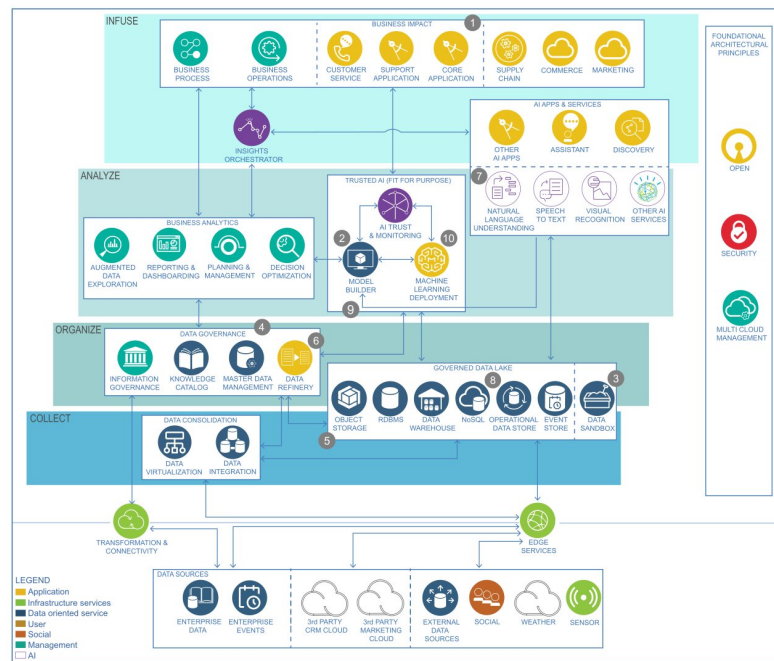 INFUSE
BUSINESS IMPACT
1
BUSINESS
PROCESS
BUSINESS
OPERATIONS
CUSTOMER
SERVICE
SUPPORT
APPLICATION
CORE
APPLICATION
SUPPLY
CHAIN
COMMERCE
MARKETING
FOUNDATIONAL
ARCHITECTURAL
PRINCIPLES
OPEN
SECURITY
MULTI CLOUD
MANAGEMENT
INSIGHTS
ORCHESTRATOR
AI APPS & SERVICES
OTHER
AI APPS
ASSISTANT
DISCOVERY
7
NATURAL
LANGUAGE
UNDERSTANDING
SPEECH
TO TEXT
VISUAL
RECOGNITION
OTHER AI
SERVICES
ANALYZE
TRUSTED AI (FIT FOR PURPOSE)
AI TRUST
& MONITORING
2
10
MODEL
BUILDER
MACHINE
LEARNING
DEPLOYMENT
9
BUSINESS ANALYTICS
AUGMENTED
DATA
EXPLORATION
REPORTING &
DASHBOARDING
PLANNING &
MANAGEMENT
DECISION
OPTIMIZATION
ORGANIZE
DATA GOVERNANCE
4
6
INFORMATION
GOVERNANCE
KNOWLEDGE
CATALOG
MASTER DATA
MANAGEMENT
DATA
REFINERY
GOVERNED DATA LAKE
8
3
5
OBJECT
STORAGE
RDBMS
DATA
WAREHOUSE
NoSQL
OPERATIONAL
DATA STORE
EVENT
STORE
DATA
SANDBOX
COLLECT
DATA CONSOLIDATION
DATA
VIRTUALIZATION
DATA
INTEGRATION
TRANSFORMATION &
CONNECTIVITY
EDGE
SERVICES
DATA SOURCES
ENTERPRISE
DATA
ENTERPRISE
EVENTS
3rd PARTY
CRM CLOUD
3rd PARTY
MARKETING
CLOUD
EXTERNAL
DATA
SOURCES
SOCIAL
WEATHER
SENSOR
LEGEND
Application
Infrastructure services
Data oriented service
User
Social
Management
AI